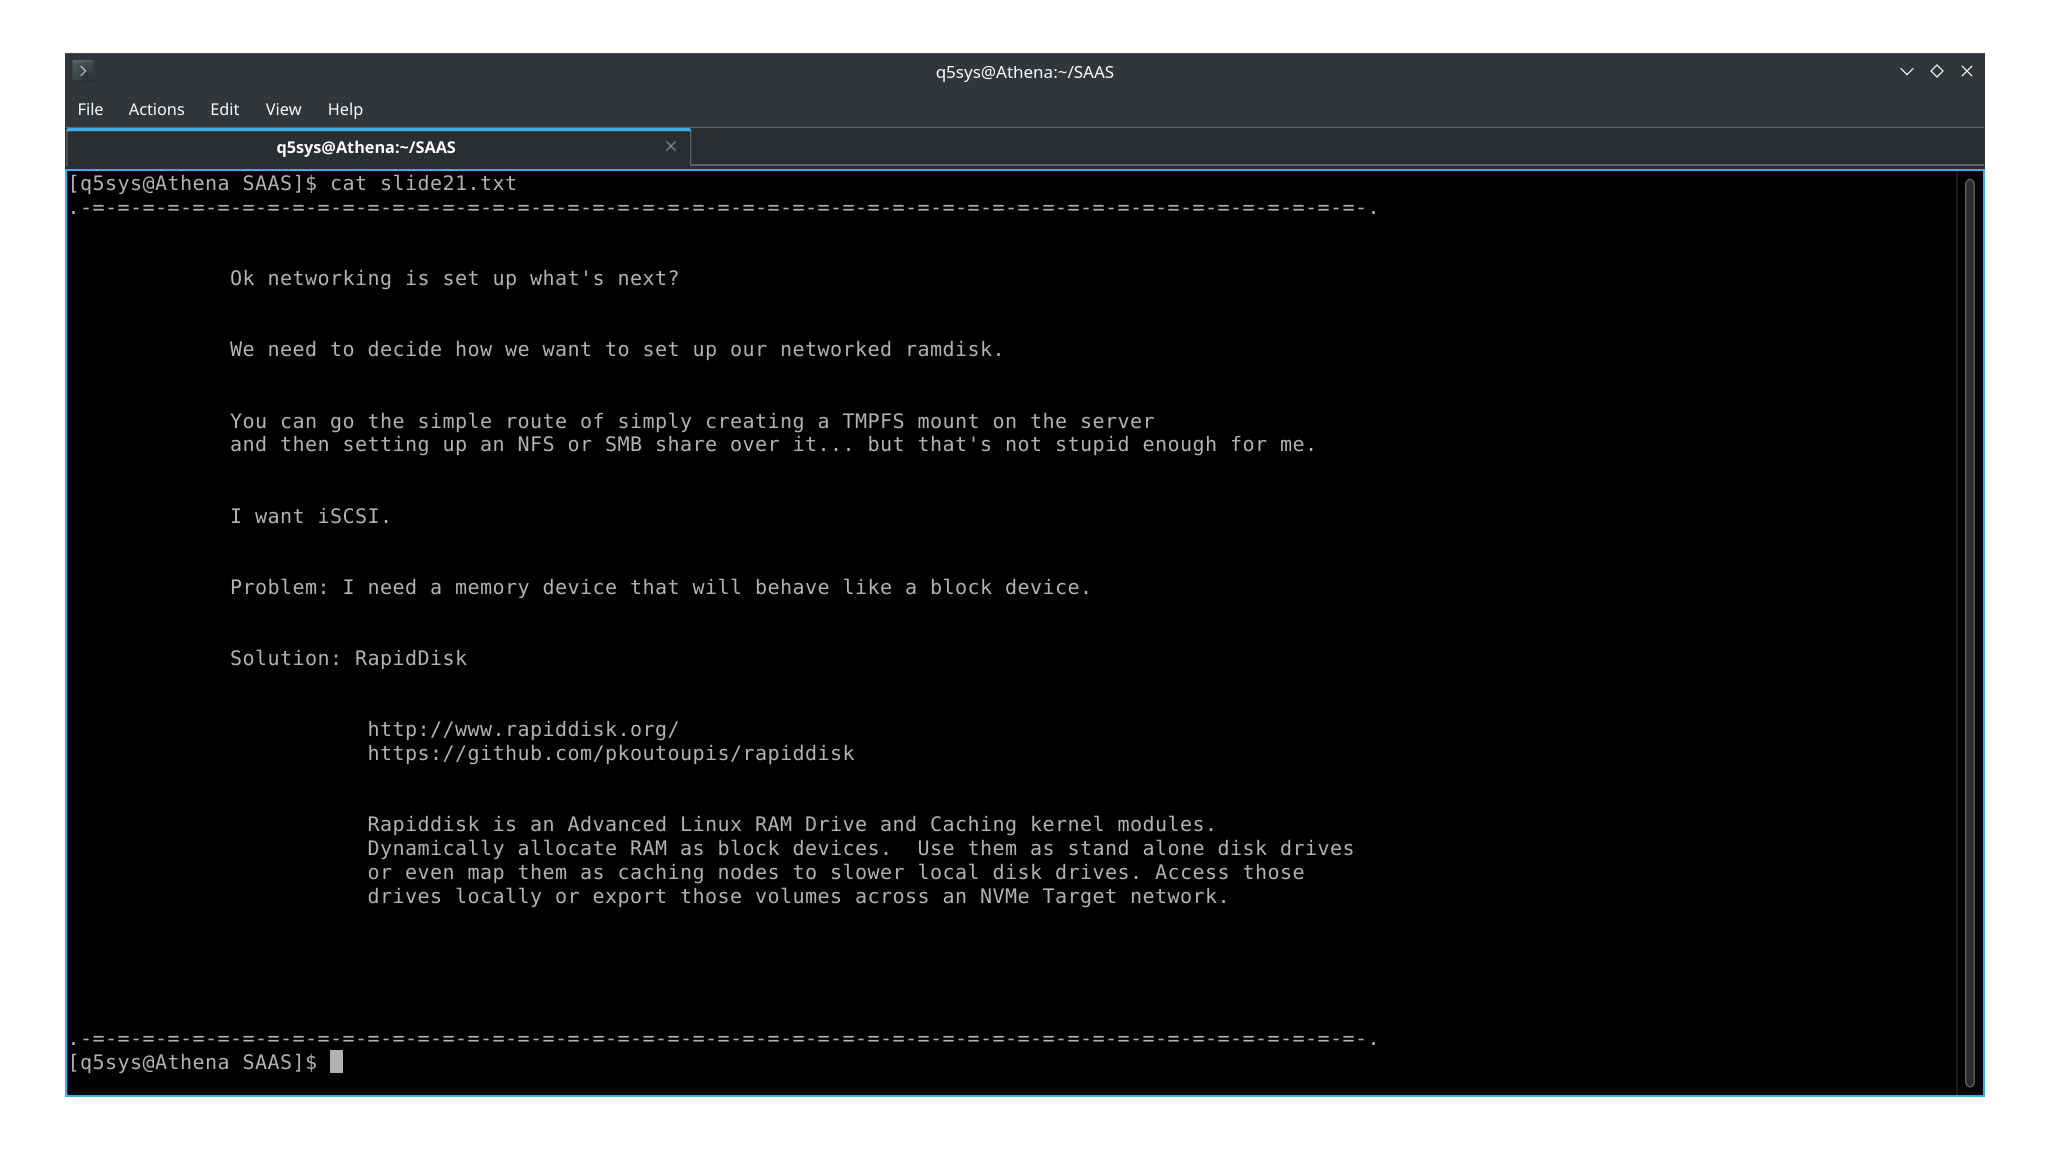 q5sys@Athena:~/SAAS
File Actions Edit View Help
q5sys@Athena:~/SAAS
[q5sys@Athena SAAS]$ cat slide21.txt
.-=-=-=-=-=-=-=-=-=-=-=-=-=-=-=-=-=-=-=-=-=-=-=-=-=-=-=-=-=-=-=-=-=-=-=-=-=-=-=-=-=-=-=-=-=-=-=-=-=-=-=-.
Ok networking is set up what's next?
We need to decide how we want to set up our networked ramdisk.
You can go the simple route of simply creating a TMPFS mount on the server
and then setting up an NFS or SMB share over it... but that's not stupid enough for me.
I want iSCSI.
Problem: I need a memory device that will behave like a block device.
Solution: RapidDisk
http://www.rapiddisk.org/
https://github.com/pkoutoupis/rapiddisk
Rapiddisk is an Advanced Linux RAM Drive and Caching kernel modules.
Dynamically allocate RAM as block devices.  Use them as stand alone disk drives
or even map them as caching nodes to slower local disk drives. Access those
drives locally or export those volumes across an NVMe Target network.
.-=-=-=-=-=-=-=-=-=-=-=-=-=-=-=-=-=-=-=-=-=-=-=-=-=-=-=-=-=-=-=-=-=-=-=-=-=-=-=-=-=-=-=-=-=-=-=-=-=-=-=-.
[q5sys@Athena SAAS]$